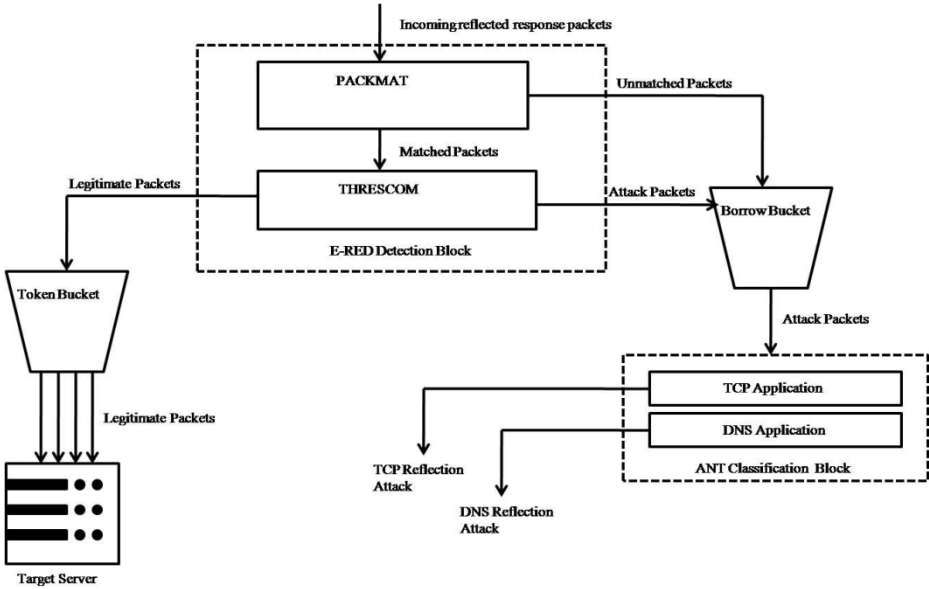 Incoming reflected response packets
PACKMAT
Unmatched Packets
Matched Packets
Legitimate Packets
THRESCOM
Attack Packets
Borrow Bucket
E-RED Detection Block
Token Bucket
Attack Packets
TCP Application
Legitimate Packets
DNS Application
TCP Reflection
Attack
ANT Classification Block
DNS Reflection
Attack
Target Server